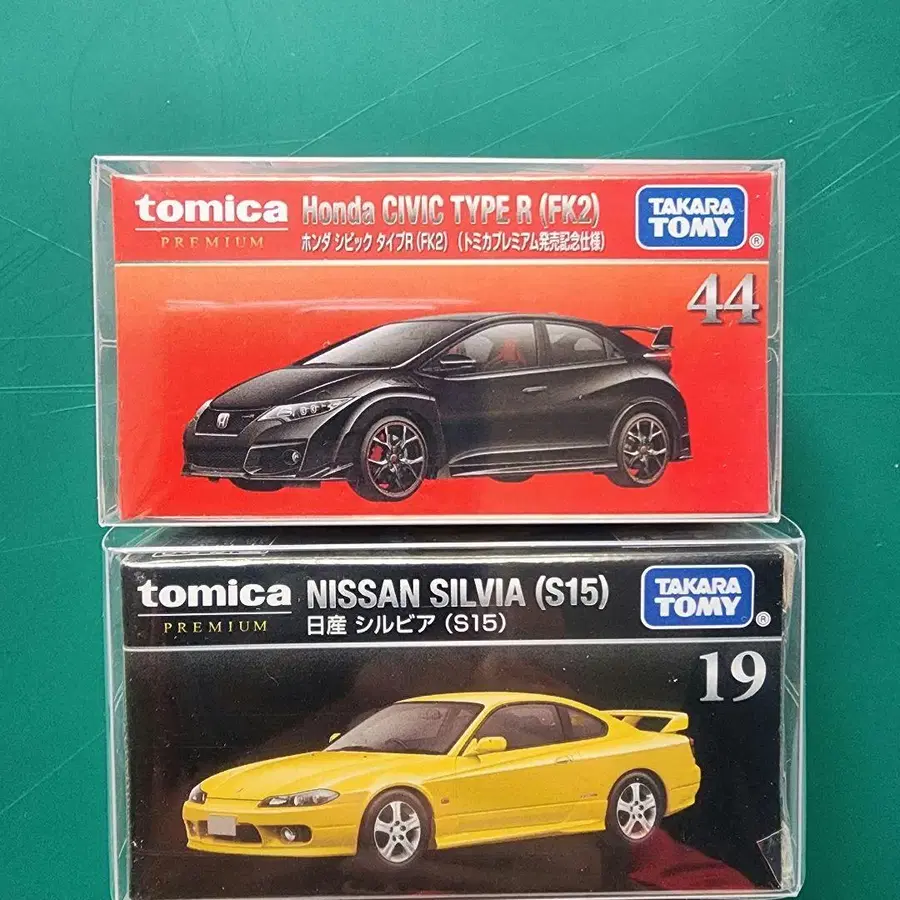 tomica
PREMIUM
Honda CIVIC TYPE R (FK2)
ホンダ シビック タイプR (FK2) (トミカプレミアム発売記念仕様)
TAKARA
TOMY
®
44
tomica
PREMIUM
NISSAN SILVIA (S15)
日産 シルビア (S15)
TAKARA
TOMY
®
19